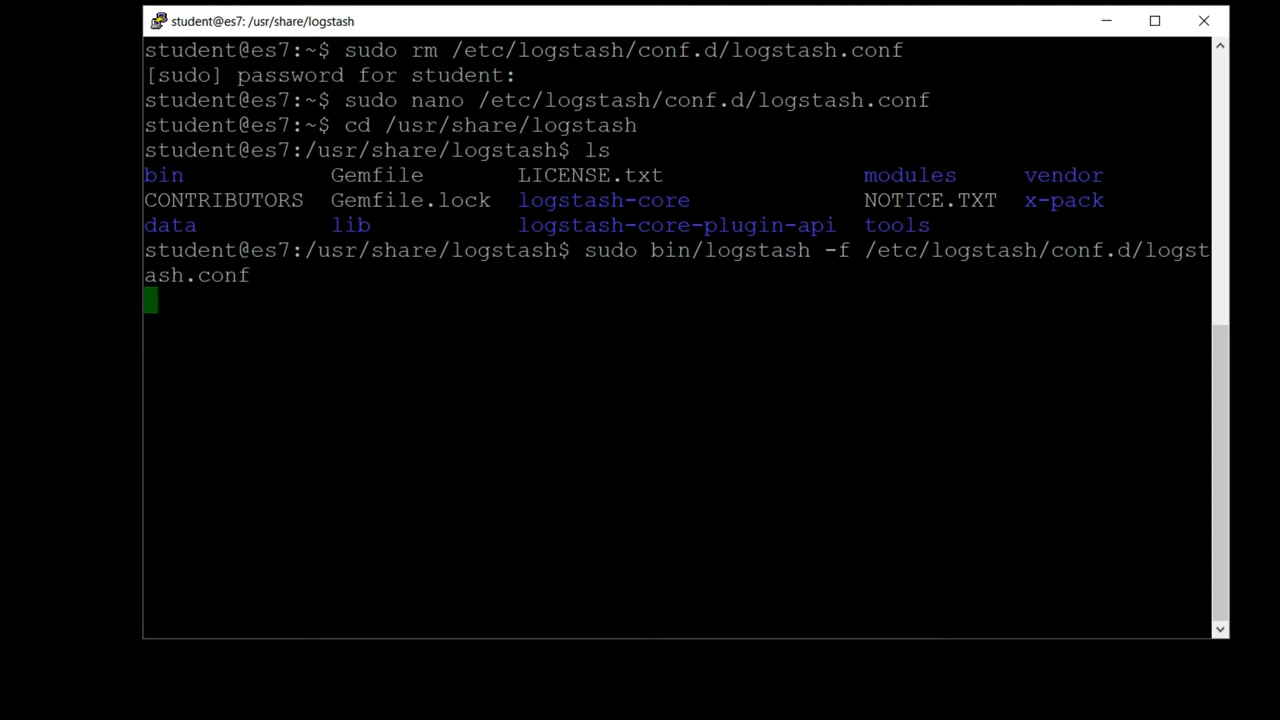 student@es7: /usr/share/logstash
student@es7:~$ sudo rm /etc/logstash/conf.d/logstash.conf
[sudo] password for student:
student@es7:~$ sudo nano /etc/logstash/conf.d/logstash.conf
student@es7:~$ cd /usr/share/logstash
student@es7:/usr/share/logstash$ ls
bin Gemfile LICENSE.txt modules vendor
CONTRIBUTORS Gemfile.lock logstash-core NOTICE.TXT x-pack
data lib logstash-core-plugin-api tools
student@es7:/usr/share/logstash$ sudo bin/logstash -f /etc/logstash/conf.d/logst
ash.conf